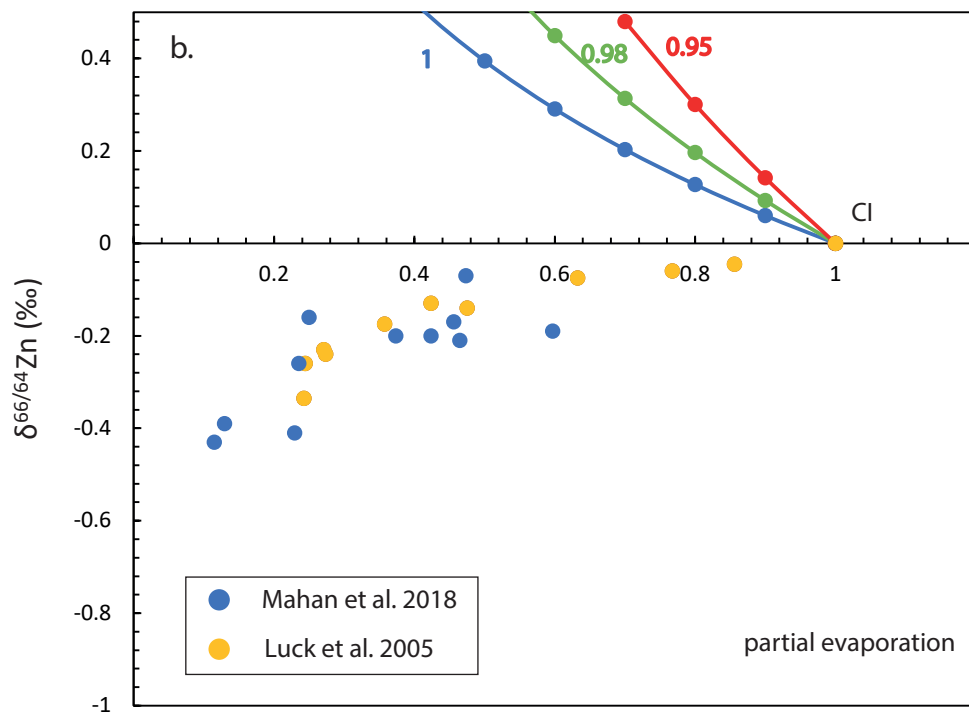 b.
0.4
0.2
0
-0.2
-0.4
-0.6
-0.8
-1
δ66/64Zn (‰)
1
0.98
0.95
CI
0.2
0.4
0.6
0.8
1
Mahan et al. 2018
Luck et al. 2005
partial evaporation